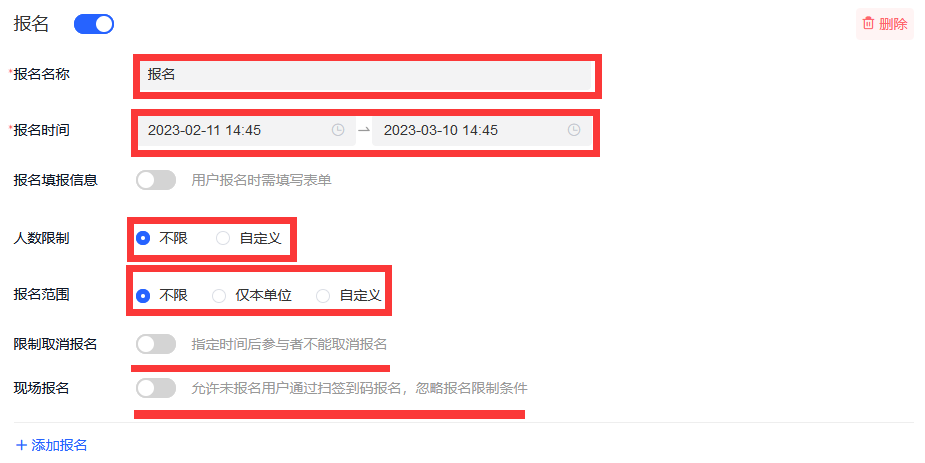 报名
删除
*报名名称 报名
*报名时间 2023-02-11 14:45 → 2023-03-10 14:45
报名填报信息 用户报名时需填写表单
人数限制 不限 自定义
报名范围 不限 仅本单位 自定义
限制取消报名 指定时间后参与者不能取消报名
现场报名 允许未报名用户通过扫签到码报名，忽略报名限制条件
+ 添加报名